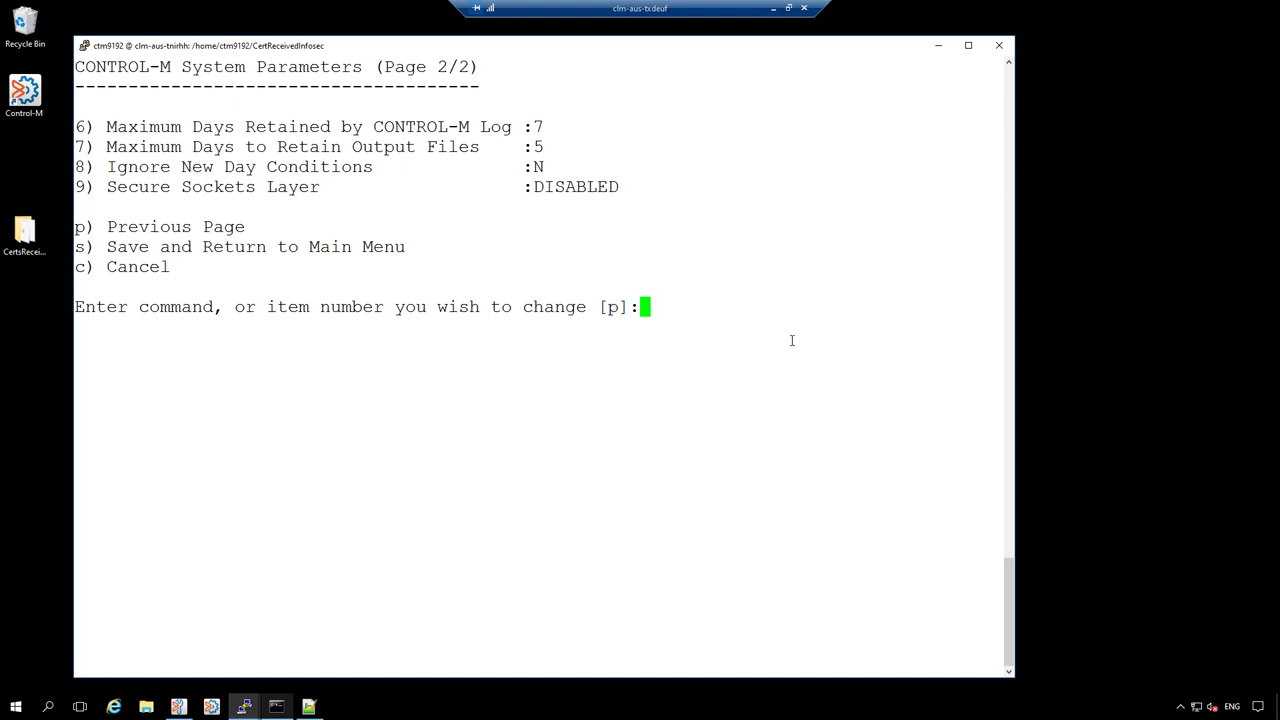 clm-aus-txdeuf
Recycle Bin
Control-M
CertsRecei...
ctm9192 @ clm-aus-tnirhh: /home/ctm9192/CertReceivedInfosec
CONTROL-M System Parameters (Page 2/2)
--------------------------------------
6) Maximum Days Retained by CONTROL-M Log :7
7) Maximum Days to Retain Output Files :5
8) Ignore New Day Conditions :N
9) Secure Sockets Layer :DISABLED
p) Previous Page
s) Save and Return to Main Menu
c) Cancel
Enter command, or item number you wish to change [p]:
ENG